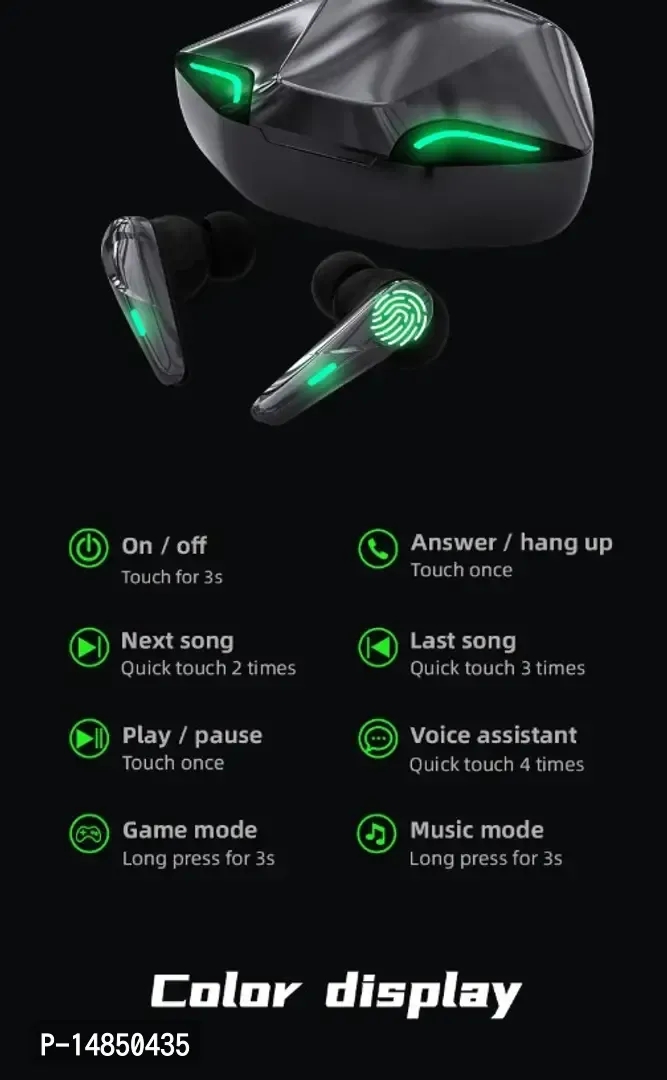 On / off
Touch for 3s
Answer / hang up
Touch once
Next song
Quick touch 2 times
Last song
Quick touch 3 times
Play / pause
Touch once
Voice assistant
Quick touch 4 times
Game mode
Long press for 3s
Music mode
Long press for 3s
Color display
P-14850435